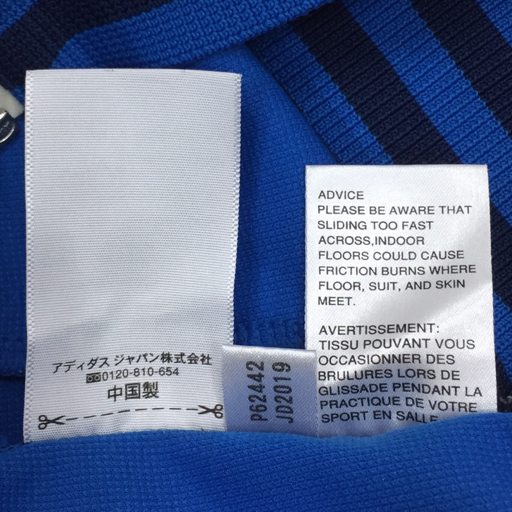 アディダス ジャパン株式会社
0120-810-654
中国製
P62442
JD2019
ADVICE
PLEASE BE AWARE THAT
SLIDING TOO FAST
ACROSS,INDOOR
FLOORS COULD CAUSE
FRICTION BURNS WHERE
FLOOR, SUIT, AND SKIN
MEET.
AVERTISSEMENT:
TISSU POUVANT VOUS
OCCASIONNER DES
BRULURES LORS DE
GLISSADE PENDANT LA
PRACTIQUE DE VOTRE
SPORT EN SALLE